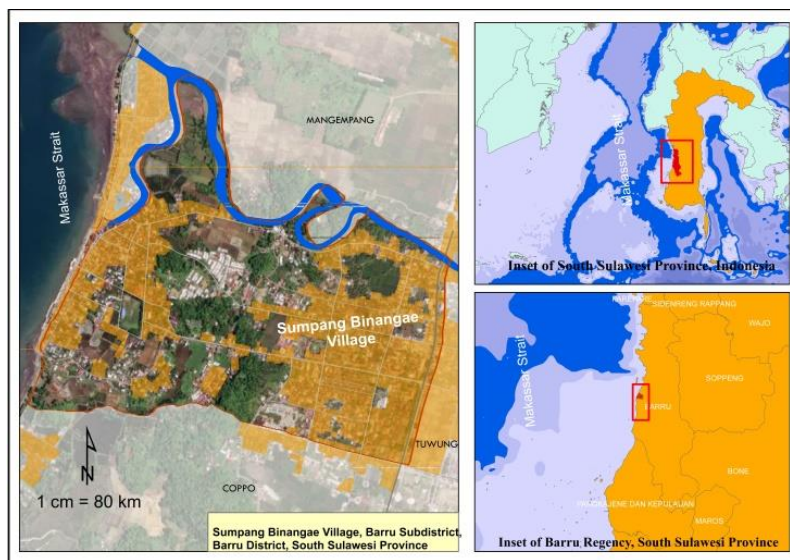 MANGEMPANG
Makassar Strait
Sumpang Binangae
Village
TUWUNG
N
1 cm = 80 km
COPPO
Sumpang Binangae Village, Barru Subdistrict,
Barru District, South Sulawesi Province
Makassar Strait
Inset of South Sulawesi Province, Indonesia
SIDENRENG RAPPANG
WAJO
Makassar Strait
SOPPENG
BARRU
BONE
PANGKAJENE DAN KEPULAUAN
MAROS
Inset of Barru Regency, South Sulawesi Province